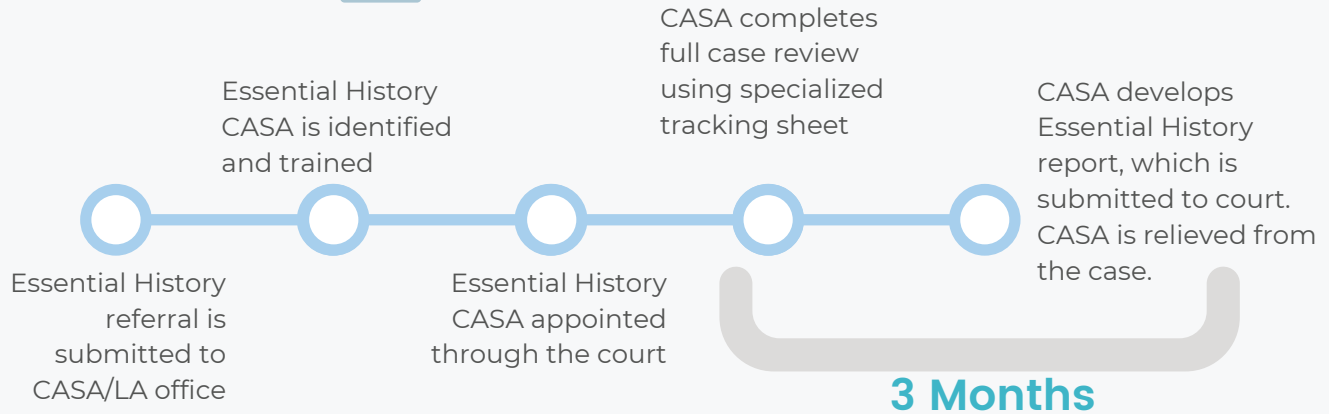 Essential History
referral is
submitted to
CASA/LA office
Essential History
CASA is identified
and trained
Essential History
CASA appointed
through the court
CASA completes
full case review
using specialized
tracking sheet
CASA develops
Essential History
report, which is
submitted to court.
CASA is relieved from
the case.
3 Months